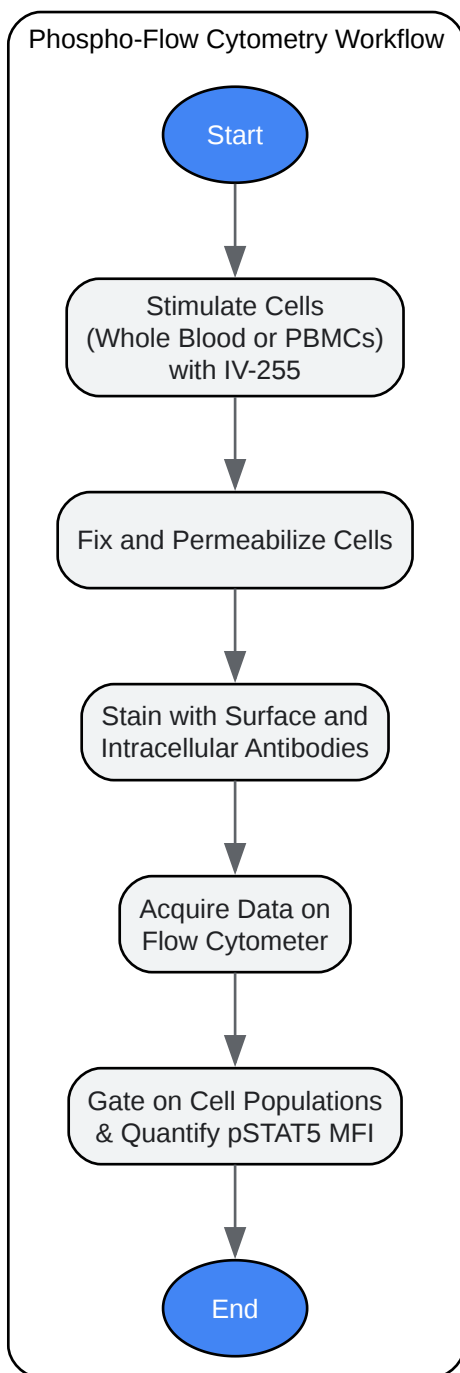 Phospho-Flow Cytometry Workflow
Start
Stimulate Cells
(Whole Blood or PBMCs)
with IV-255
Fix and Permeabilize Cells
Stain with Surface and
Intracellular Antibodies
Acquire Data on
Flow Cytometer
Gate on Cell Populations
& Quantify pSTAT5 MFI
End